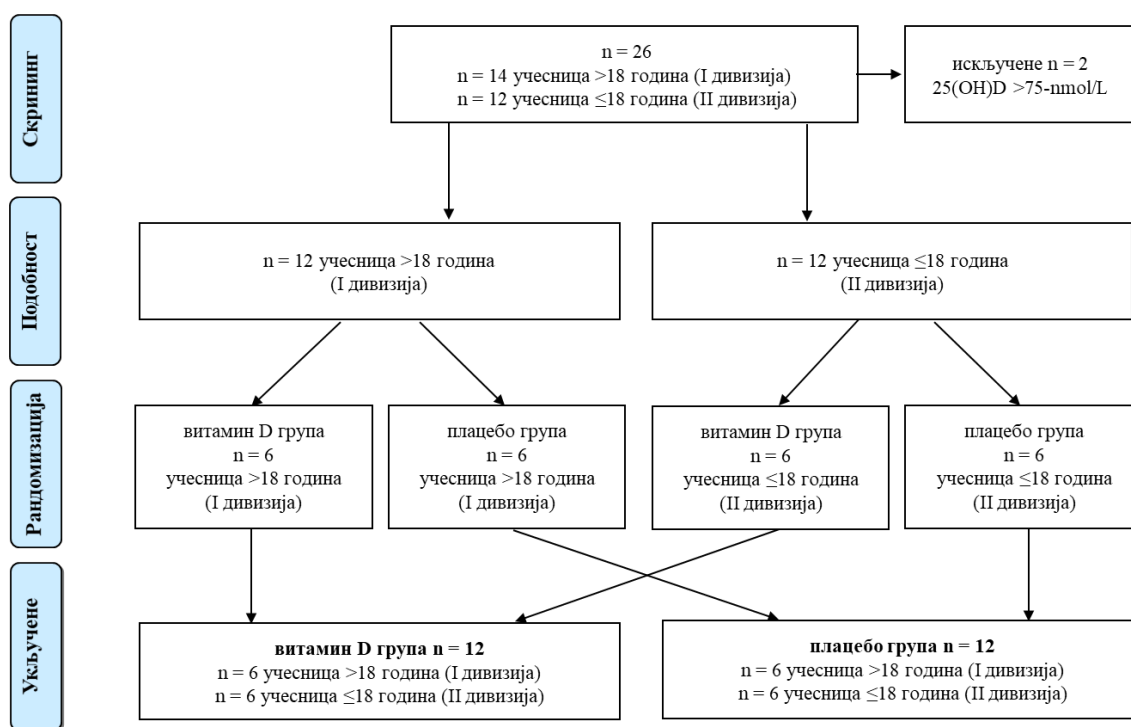 Скрининг
n = 26
n = 14 учесница >18 година (I дивизија)
n = 12 учесница ≤18 година (II дивизија)
искључене n = 2
25(OH)D >75-nmol/L
Подобност
n = 12 учесница >18 година
(I дивизија)
n = 12 учесница ≤18 година
(II дивизија)
Рандомизација
витамин D група
n = 6
учесница >18 година
(I дивизија)
плацебо група
n = 6
учесница >18 година
(I дивизија)
витамин D група
n = 6
учесница ≤18 година
(II дивизија)
плацебо група
n = 6
учесница ≤18 година
(II дивизија)
Укључене
витамин D група n = 12
n = 6 учесница >18 година (I дивизија)
n = 6 учесница ≤18 година (II дивизија)
плацебо група n = 12
n = 6 учесница >18 година (I дивизија)
n = 6 учесница ≤18 година (II дивизија)